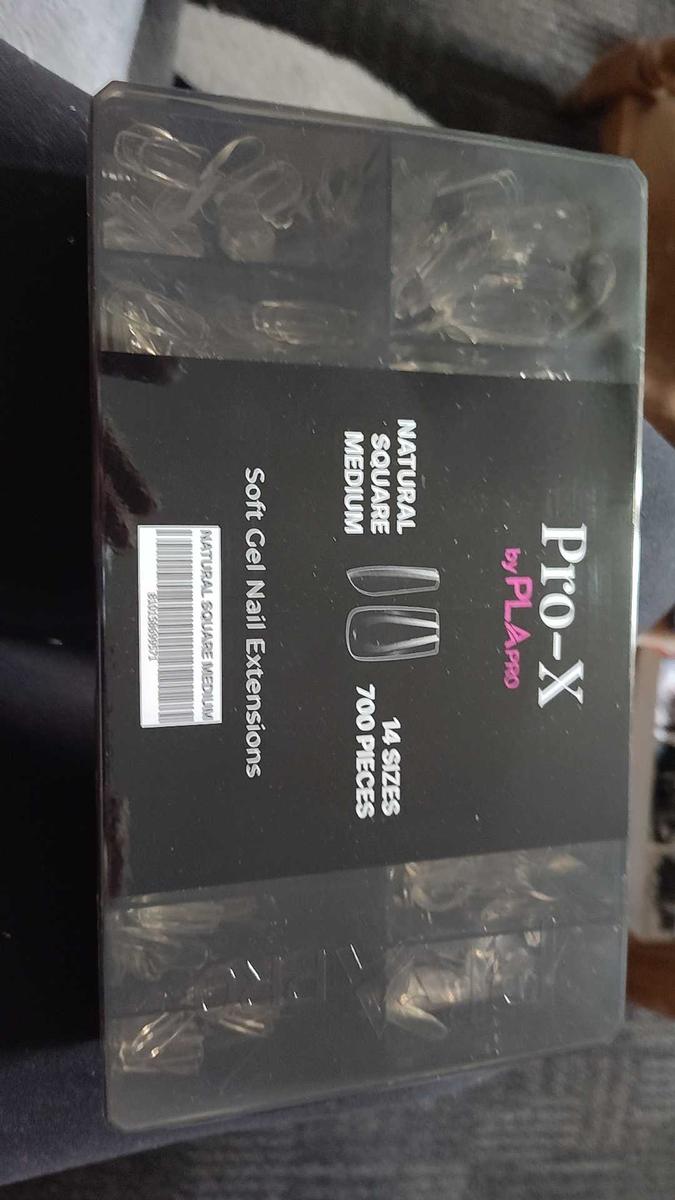 Pro-X
by PLA PRO
NATURAL
SQUARE
MEDIUM
14 SIZES
700 PIECES
Soft Gel Nail Extensions
NATURAL SQUARE MEDIUM